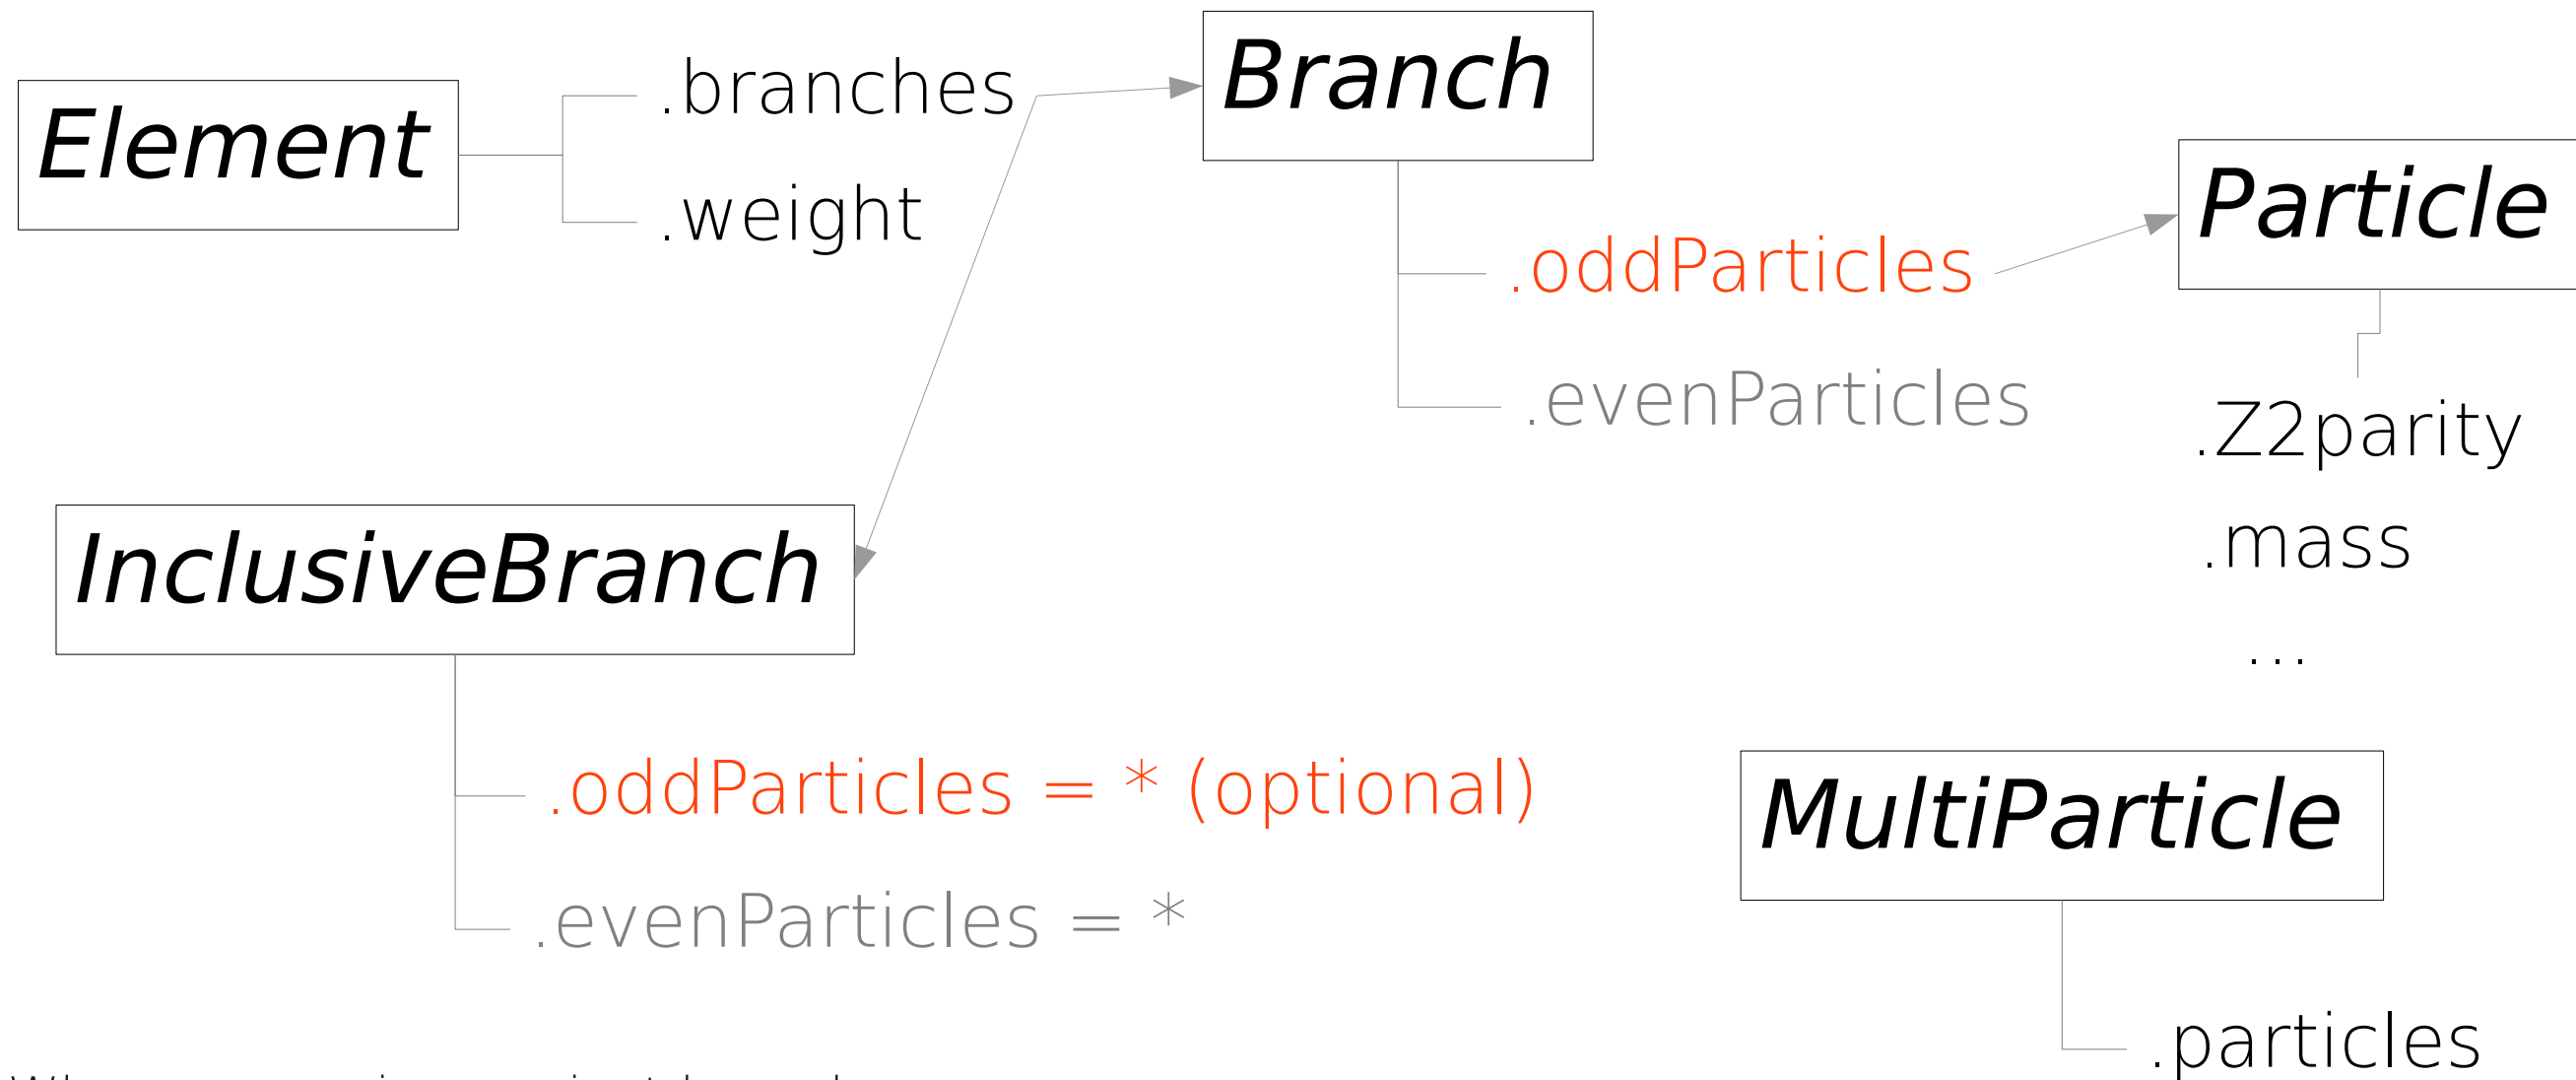 Element
.branches
.weight
Branch
.oddParticles
.evenParticles
Particle
.Z2parity
.mass
...
InclusiveBranch
.oddParticles = * (optional)
.evenParticles = *
MultiParticle
.particles